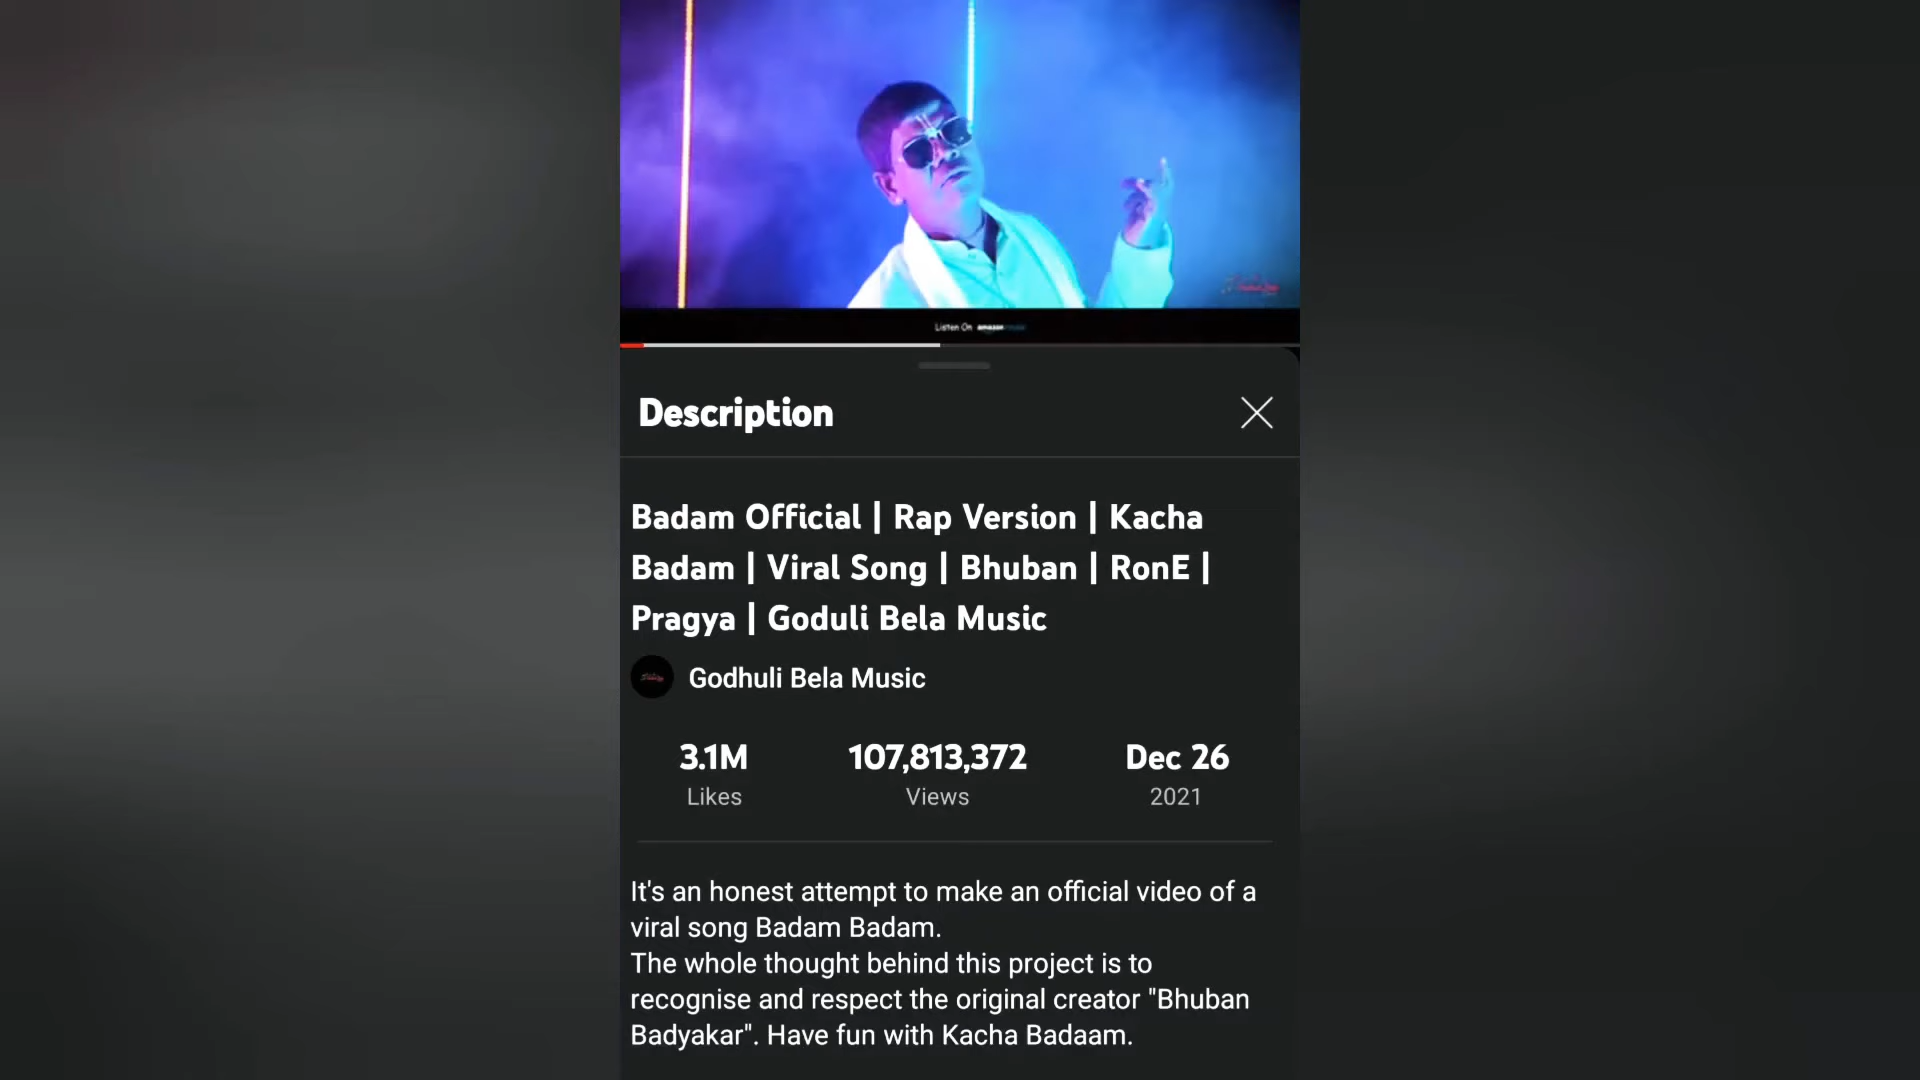 Listen On amazon music
Description
Badam Official | Rap Version | Kacha
Badam | Viral Song | Bhuban | RonE |
Pragya | Goduli Bela Music
Godhuli Bela Music
3.1M
107,813,372
Dec 26
Likes
Views
2021
It's an honest attempt to make an official video of a
viral song Badam Badam.
The whole thought behind this project is to
recognise and respect the original creator "Bhuban
Badyakar". Have fun with Kacha Badaam.